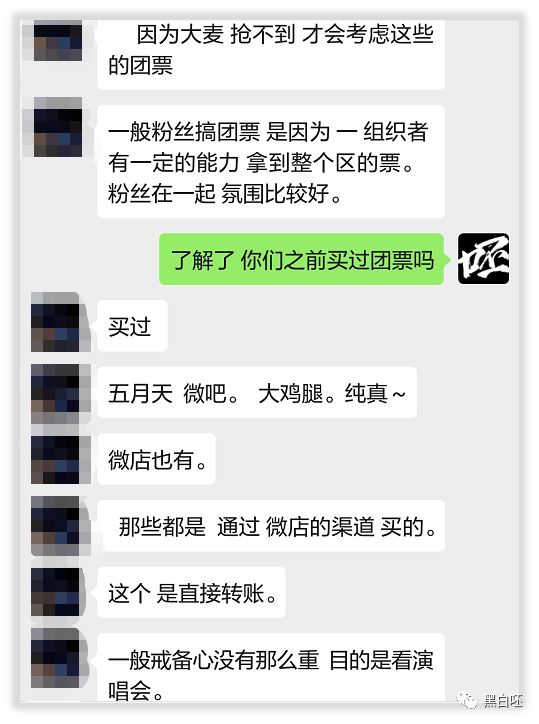 因为大麦 抢不到 才会考虑这些
的团票
一般粉丝搞团票 是因为 一 组织者
有一定的能力 拿到整个区的票。
粉丝在一起 氛围比较好。
了解了 你们之前买过团票吗
坯
买过
五月天 微吧。 大鸡腿。纯真~
微店也有。
那些都是 通过 微店的渠道 买的。
这个 是直接转账。
一般戒备心没有那么重 目的是看演
唱会。
黑白坯